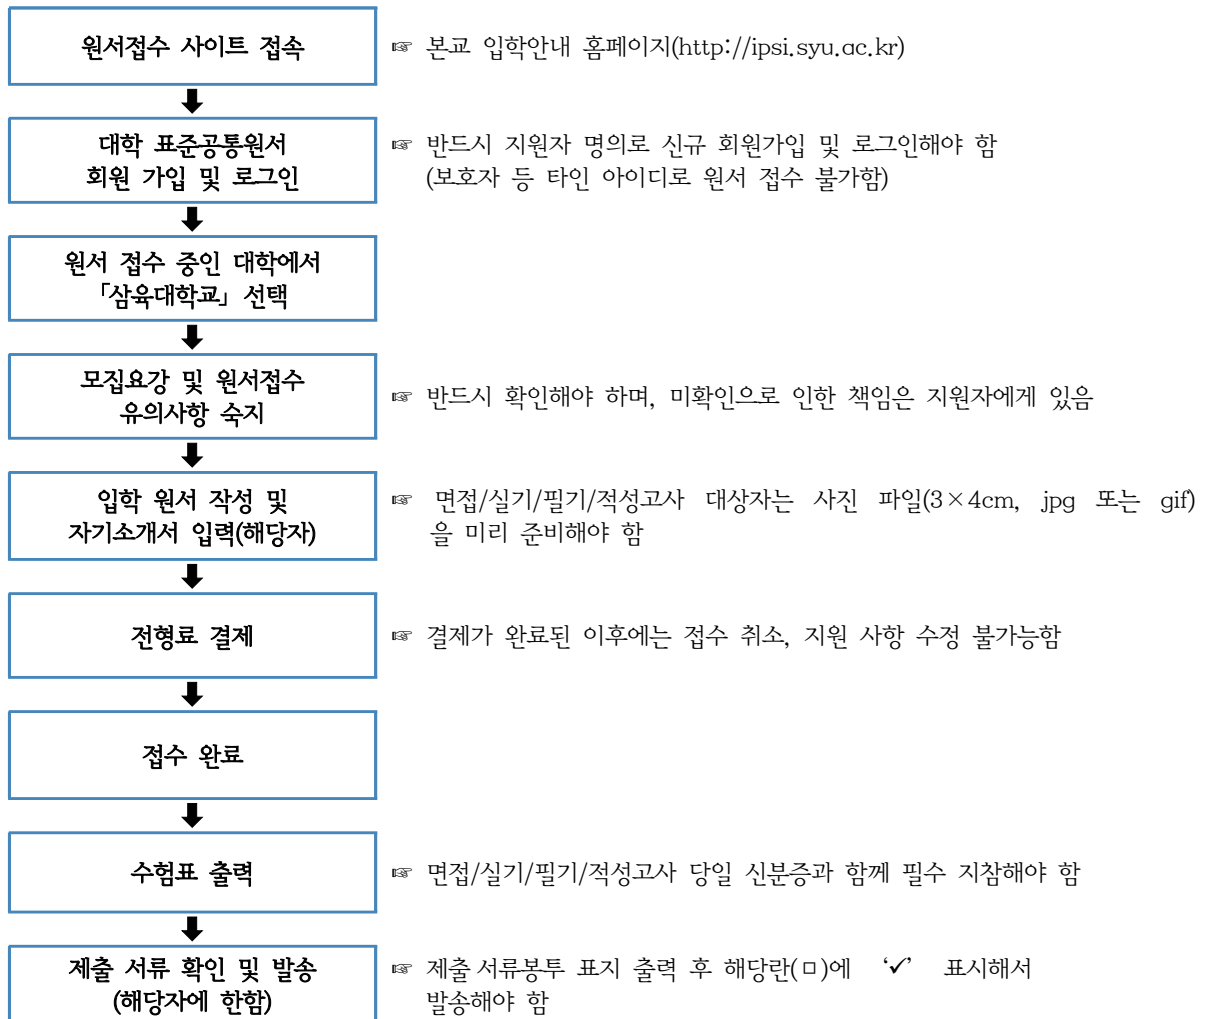 원서접수 사이트 접속
☞ 본교 입학안내 홈페이지(http://ipsi.syu.ac.kr)
대학 표준공통원서
회원 가입 및 로그인
☞ 반드시 지원자 명의로 신규 회원가입 및 로그인해야 함
(보호자 등 타인 아이디로 원서 접수 불가함)
원서 접수 중인 대학에서
「삼육대학교」 선택
모집요강 및 원서접수
유의사항 숙지
☞ 반드시 확인해야 하며, 미확인으로 인한 책임은 지원자에게 있음
입학 원서 작성 및
자기소개서 입력(해당자)
☞ 면접/실기/필기/적성고사 대상자는 사진 파일(3×4cm, jpg 또는 gif)
을 미리 준비해야 함
전형료 결제
☞ 결제가 완료된 이후에는 접수 취소, 지원 사항 수정 불가능함
접수 완료
수험표 출력
☞ 면접/실기/필기/적성고사 당일 신분증과 함께 필수 지참해야 함
제출 서류 확인 및 발송
(해당자에 한함)
☞ 제출 서류봉투 표지 출력 후 해당란(□)에 ‘✓’ 표시해서
발송해야 함